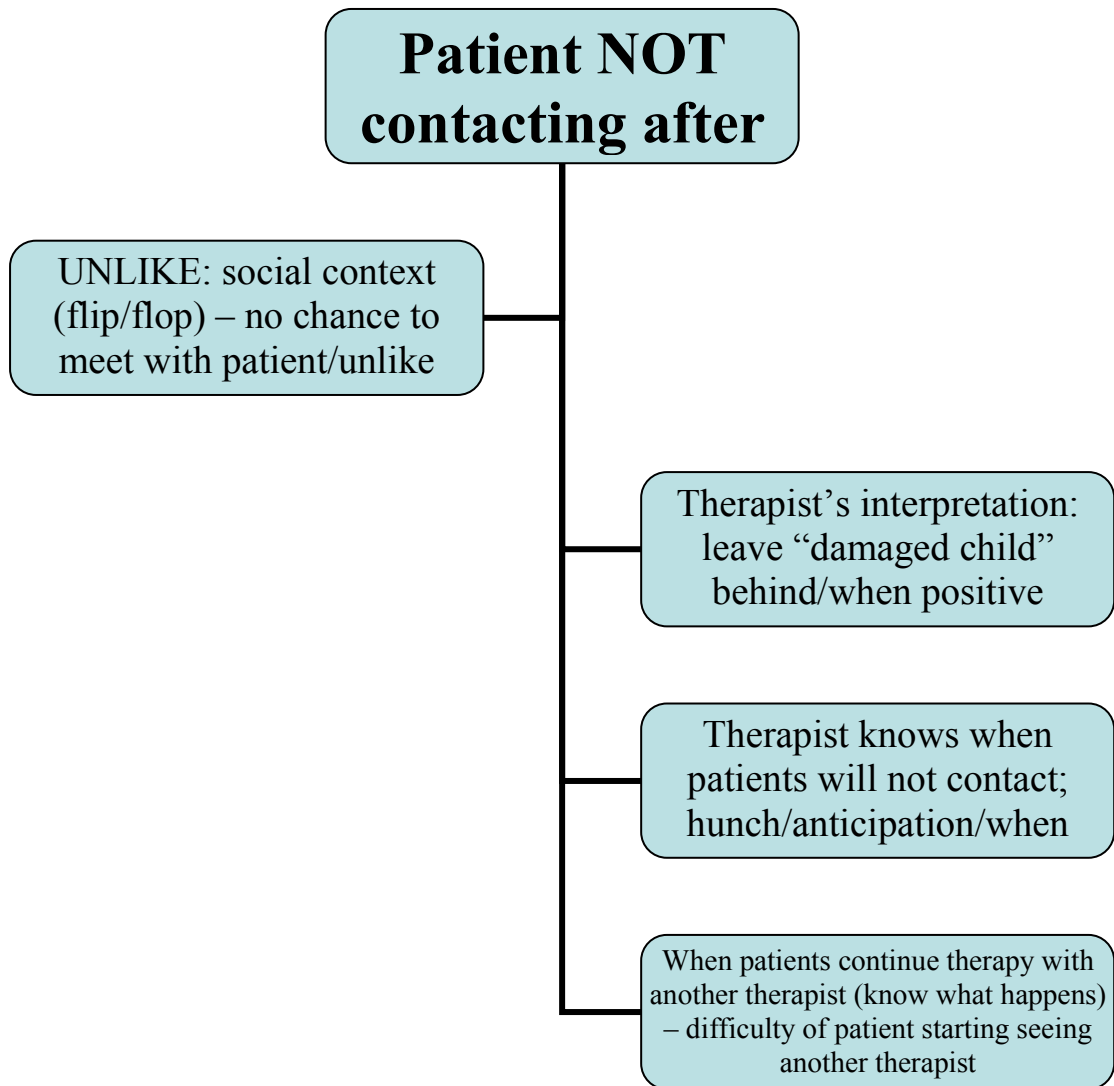 Patient NOT
contacting after
UNLIKE: social context
(flip/flop) – no chance to
meet with patient/unlike
Therapist’s interpretation:
leave “damaged child”
behind/when positive
Therapist knows when
patients will not contact;
hunch/anticipation/when
When patients continue therapy with
another therapist (know what happens)
– difficulty of patient starting seeing
another therapist